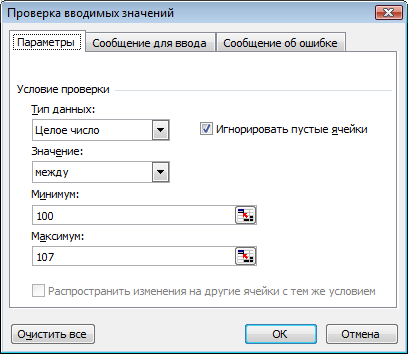 Проверка вводимых значений
Параметры Сообщение для ввода Сообщение об ошибке
Условие проверки
Тип данных:
Целое число Игнорировать пустые ячейки
Значение:
между
Минимум:
100
Максимум:
107
Распространить изменения на другие ячейки с тем же условием
Очистить все ОК Отмена